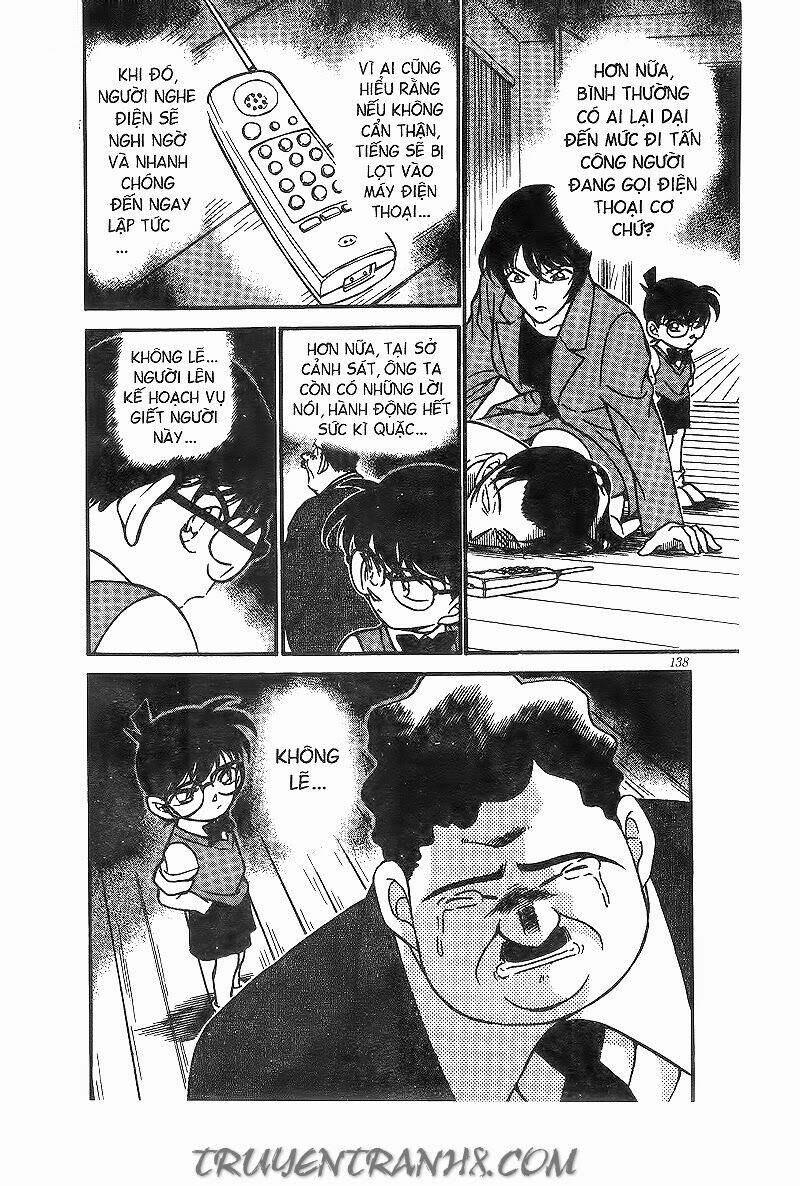 HƠN NỮA,
BÌNH THƯỜNG
CÓ AI LẠI DẠI
ĐẾN MỨC ĐI TẤN
CÔNG NGƯỜI
ĐANG GỌI ĐIỆN
THOẠI CƠ
CHỨ?
VÌ AI CŨNG
HIỂU RẰNG
NẾU KHÔNG
CẨN THẬN,
TIẾNG SẼ BỊ
LỌT VÀO
MÁY ĐIỆN
THOẠI...
KHI ĐÓ,
NGƯỜI NGHE
ĐIỆN SẼ
NGHI NGỜ
VÀ NHANH
CHÓNG
ĐẾN NGAY
LẬP TỨC
...
HƠN NỮA, TẠI SỞ
CẢNH SÁT, ÔNG TA
CÒN CÓ NHỮNG LỜI
NÓI, HÀNH ĐỘNG HẾT
SỨC KÌ QUẶC...
KHÔNG LẼ...
NGƯỜI LÊN
KẾ HOẠCH VỤ
GIẾT NGƯỜI
NÀY...
138
KHÔNG
LẼ...
TRUYENTRANH8.COM